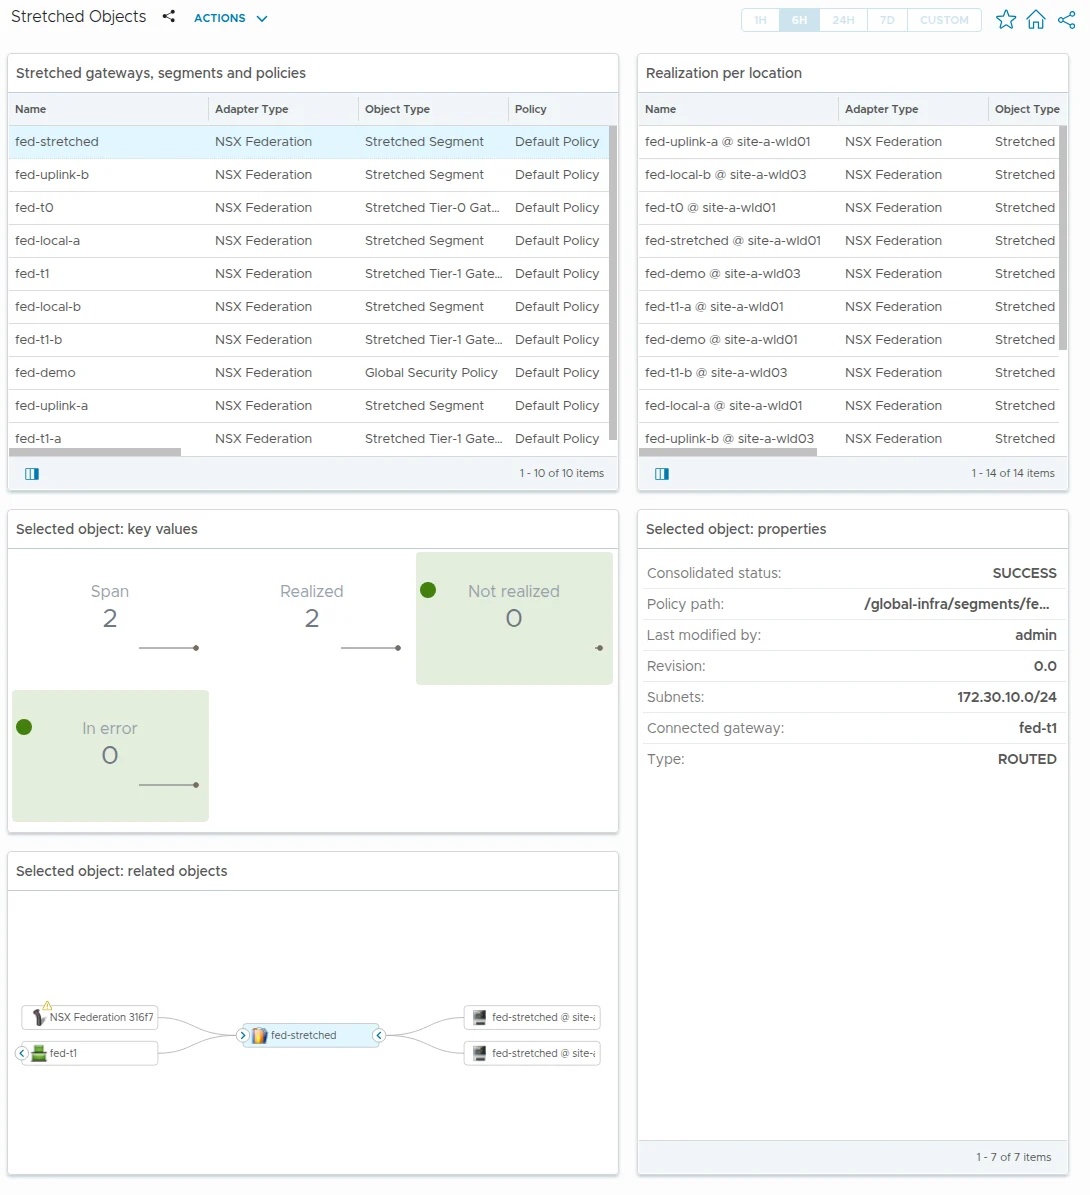 Stretched Objects ACTIONS 1H 6H 24H 7D CUSTOM
Stretched gateways, segments and policies
Name Adapter Type Object Type Policy
fed-stretched NSX Federation Stretched Segment Default Policy
fed-uplink-b NSX Federation Stretched Segment Default Policy
fed-t0 NSX Federation Stretched Tier-0 Gat... Default Policy
fed-local-a NSX Federation Stretched Segment Default Policy
fed-t1 NSX Federation Stretched Tier-1 Gate... Default Policy
fed-local-b NSX Federation Stretched Segment Default Policy
fed-t1-b NSX Federation Stretched Tier-1 Gate... Default Policy
fed-demo NSX Federation Global Security Policy Default Policy
fed-uplink-a NSX Federation Stretched Segment Default Policy
fed-t1-a NSX Federation Stretched Tier-1 Gate... Default Policy
1 - 10 of 10 items
Realization per location
Name Adapter Type Object Type
fed-uplink-a @ site-a-wld01 NSX Federation Stretched
fed-local-b @ site-a-wld03 NSX Federation Stretched
fed-t0 @ site-a-wld01 NSX Federation Stretched
fed-stretched @ site-a-wld01 NSX Federation Stretched
fed-demo @ site-a-wld03 NSX Federation Stretched
fed-t1-a @ site-a-wld01 NSX Federation Stretched
fed-demo @ site-a-wld01 NSX Federation Stretched
fed-t1-b @ site-a-wld03 NSX Federation Stretched
fed-local-a @ site-a-wld01 NSX Federation Stretched
fed-uplink-b @ site-a-wld03 NSX Federation Stretched
1 - 14 of 14 items
Selected object: key values
Span
2
Realized
2
Not realized
0
In error
0
Selected object: properties
Consolidated status: SUCCESS
Policy path: /global-infra/segments/fe...
Last modified by: admin
Revision: 0.0
Subnets: 172.30.10.0/24
Connected gateway: fed-t1
Type: ROUTED
1 - 7 of 7 items
Selected object: related objects
NSX Federation 316f7
fed-t1
fed-stretched
fed-stretched @ site-
fed-stretched @ site-